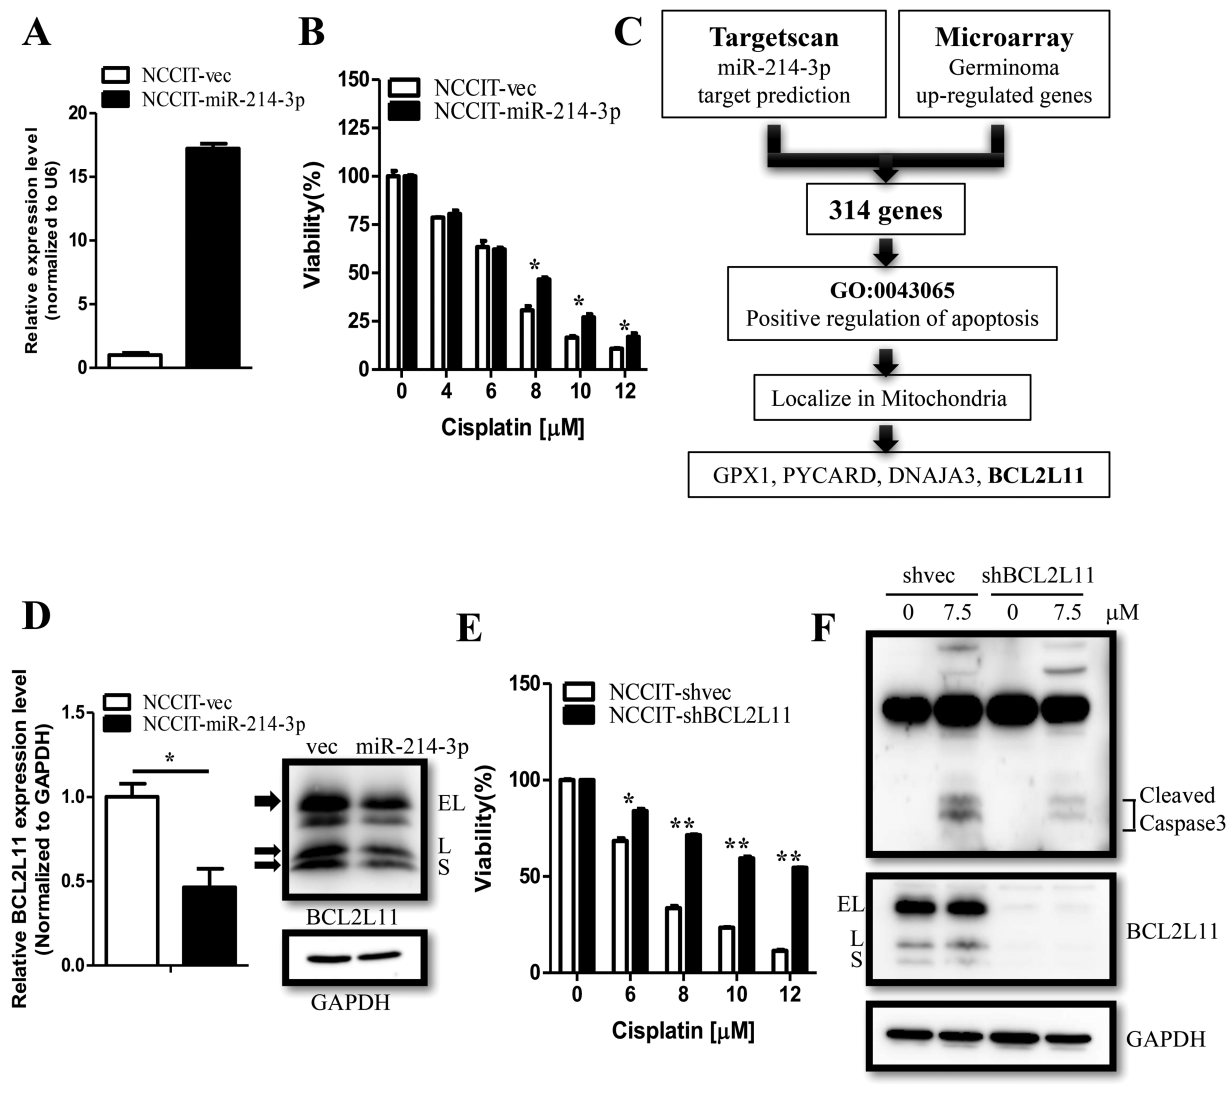 A
NCCIT-vec
NCCIT-miR-214-3p
Relative expression level
(normalized to U6)
20
15
10
5
0
B
NCCIT-vec
NCCIT-miR-214-3p
Viability(%)
150
125
100
75
50
25
0
*
*
*
0 4 6 8 10 12
Cisplatin [μM]
C
Targetscan
miR-214-3p
target prediction
Microarray
Germinoma
up-regulated genes
314 genes
GO:0043065
Positive regulation of apoptosis
Localize in Mitochondria
GPX1, PYCARD, DNAJA3, BCL2L11
D
NCCIT-vec
NCCIT-miR-214-3p
Relative BCL2L11 expression level
(Normalized to GAPDH)
1.5
1.0
0.5
0.0
*
vec miR-214-3p
EL
L
S
BCL2L11
GAPDH
E
NCCIT-shvec
NCCIT-shBCL2L11
Viability(%)
150
100
50
0
*
**
**
**
0 6 8 10 12
Cisplatin [μM]
F
shvec shBCL2L11
0 7.5 0 7.5 μM
Cleaved
Caspase3
EL
L
S
BCL2L11
GAPDH